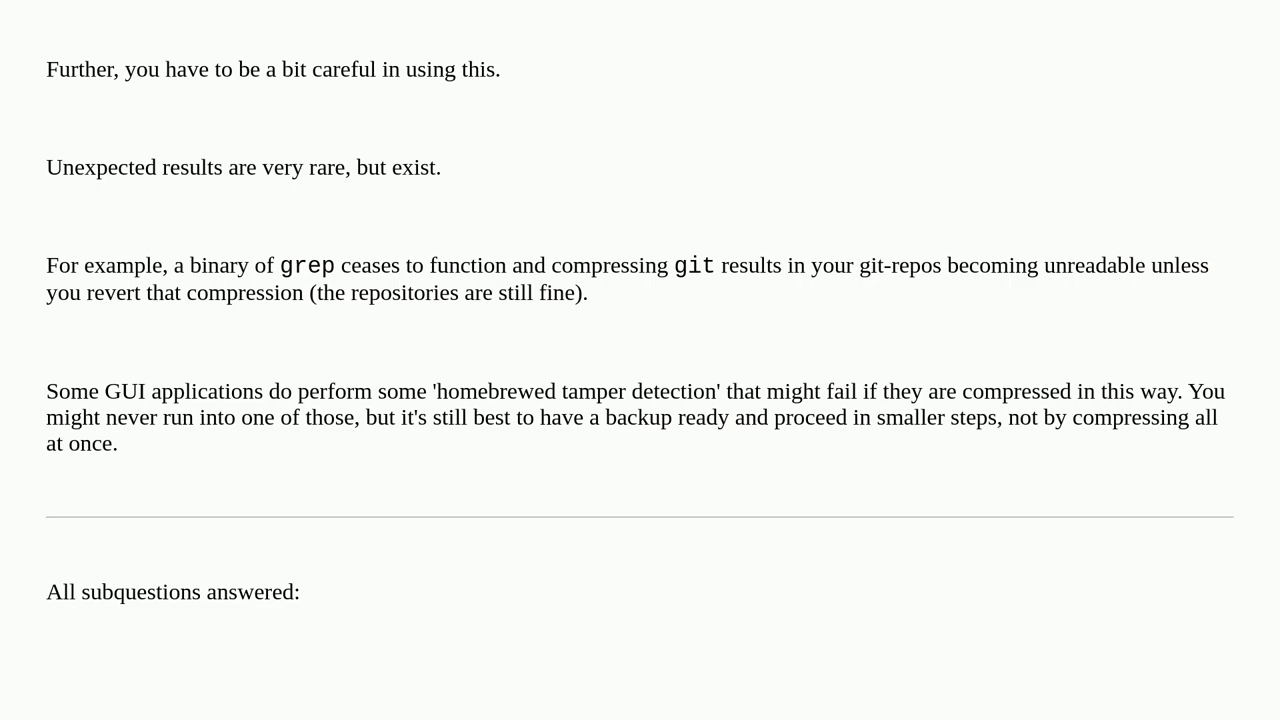 Further, you have to be a bit careful in using this.
Unexpected results are very rare, but exist.
For example, a binary of grep ceases to function and compressing git results in your git-repos becoming unreadable unless
you revert that compression (the repositories are still fine).
Some GUI applications do perform some 'homebrewed tamper detection' that might fail if they are compressed in this way. You
might never run into one of those, but it's still best to have a backup ready and proceed in smaller steps, not by compressing all
at once.
All subquestions answered: